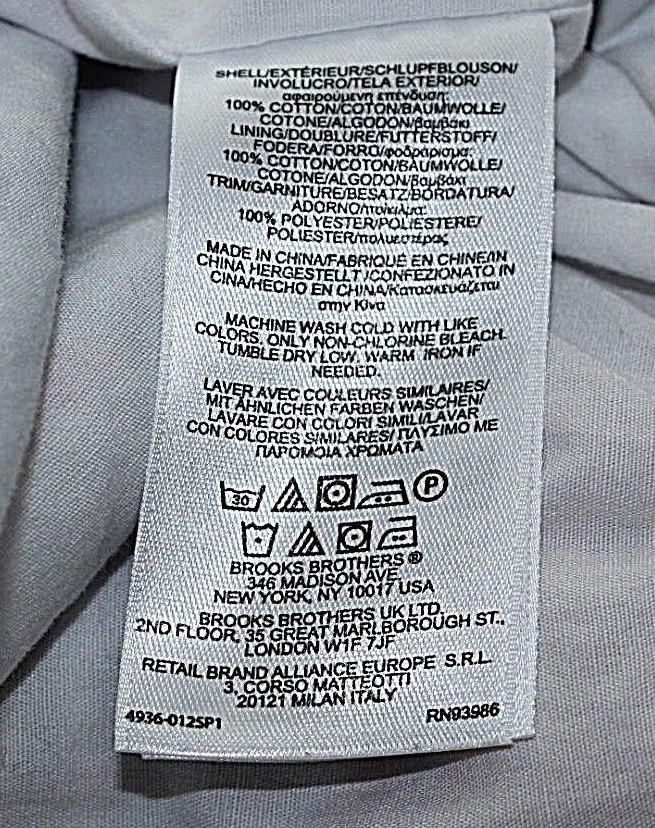 SHELL/EXTÉRIEUR/SCHLUPFBLOUSON/
INVOLUCRO/TELA EXTERIOR/
αφαιρούμενη επένδυση:
100% COTTON/COTON/BAUMWOLLE/
COTONE/ALGODON/βαμβάκι
LINING/DOUBLURE/FUTTERSTOFF/
FODERA/FORRO/φοδράρισμα:
100% COTTON/COTON/BAUMWOLLE/
COTONE/ALGODON/βαμβάκι
TRIM/GARNITURE/BESATZ/BORDATURA/
ADORNO/ποίκιλμα:
100% POLYESTER/POLIESTERE/
POLIESTER/πολυεστέρας
MADE IN CHINA/FABRIQUÉ EN CHINE/IN
CHINA HERGESTELLT /CONFEZIONATO IN
CINA/HECHO EN CHINA/Κατασκευάζεται
στην Κίνα
MACHINE WASH COLD WITH LIKE
COLORS. ONLY NON-CHLORINE BLEACH.
TUMBLE DRY LOW. WARM IRON IF
NEEDED.
LAVER AVEC COULEURS SIMILAIRES/
MIT ÄHNLICHEN FARBEN WASCHEN/
LAVARE CON COLORI SIMILI/LAVAR
CON COLORES SIMILARES/ ΠΛΥΣΙΜΟ ΜΕ
ΠΑΡΟΜΟΙΑ ΧΡΩΜΑΤΑ
30 P
BROOKS BROTHERS ®
346 MADISON AVE
NEW YORK, NY 10017 USA
BROOKS BROTHERS UK LTD.
2ND FLOOR, 35 GREAT MARLBOROUGH ST.,
LONDON W1F 7JF
RETAIL BRAND ALLIANCE EUROPE S.R.L.
3, CORSO MATTEOTTI
20121 MILAN ITALY
4936-012SP1 RN93986